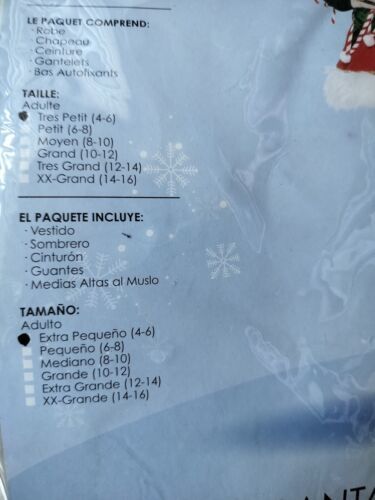 LE PAQUET COMPREND:
· Robe
· Chapeau
· Ceinture
· Gantelets
· Bas Autofixants
TAILLE:
Adulte
Tres Petit (4-6)
Petit (6-8)
Moyen (8-10)
Grand (10-12)
Tres Grand (12-14)
XX-Grand (14-16)
EL PAQUETE INCLUYE:
· Vestido
· Sombrero
· Cinturón
· Guantes
· Medias Altas al Muslo
TAMAÑO:
Adulto
Extra Pequeño (4-6)
Pequeño (6-8)
Mediano (8-10)
Grande (10-12)
Extra Grande (12-14)
XX-Grande (14-16)